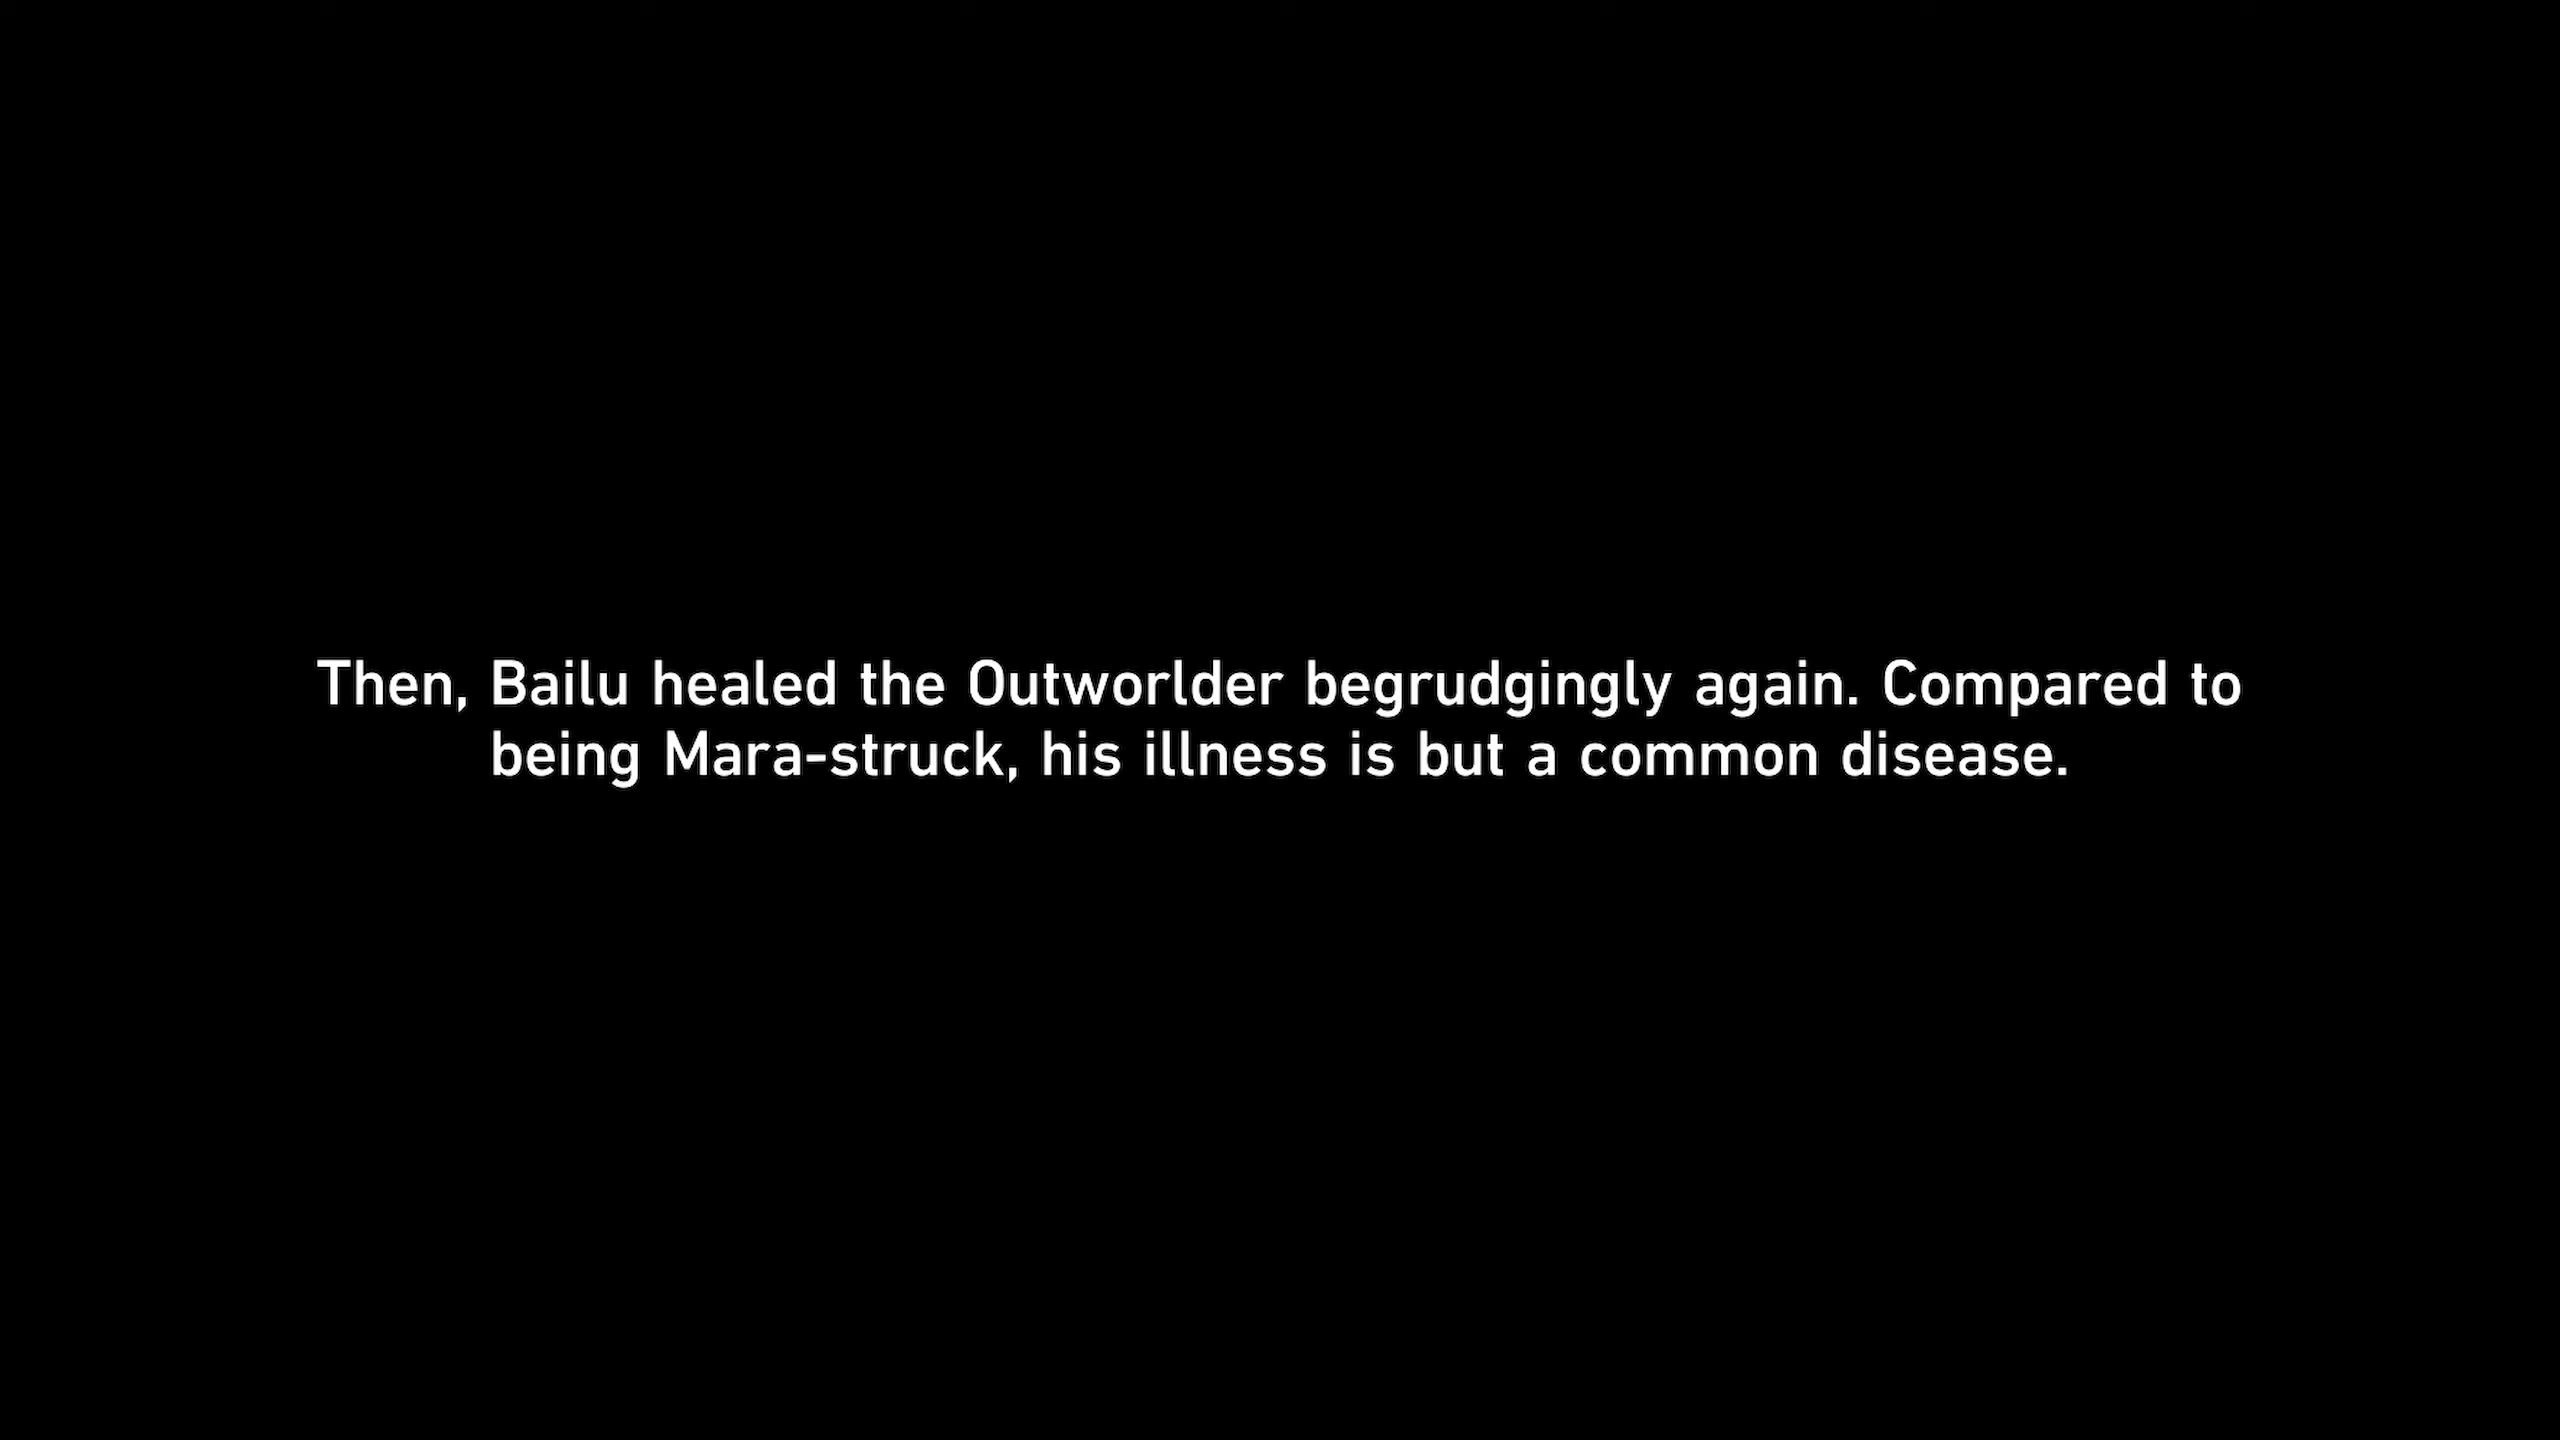 Then, Bailu healed the Outworlder begrudgingly again. Compared to
being Mara-struck, his illness is but a common disease.